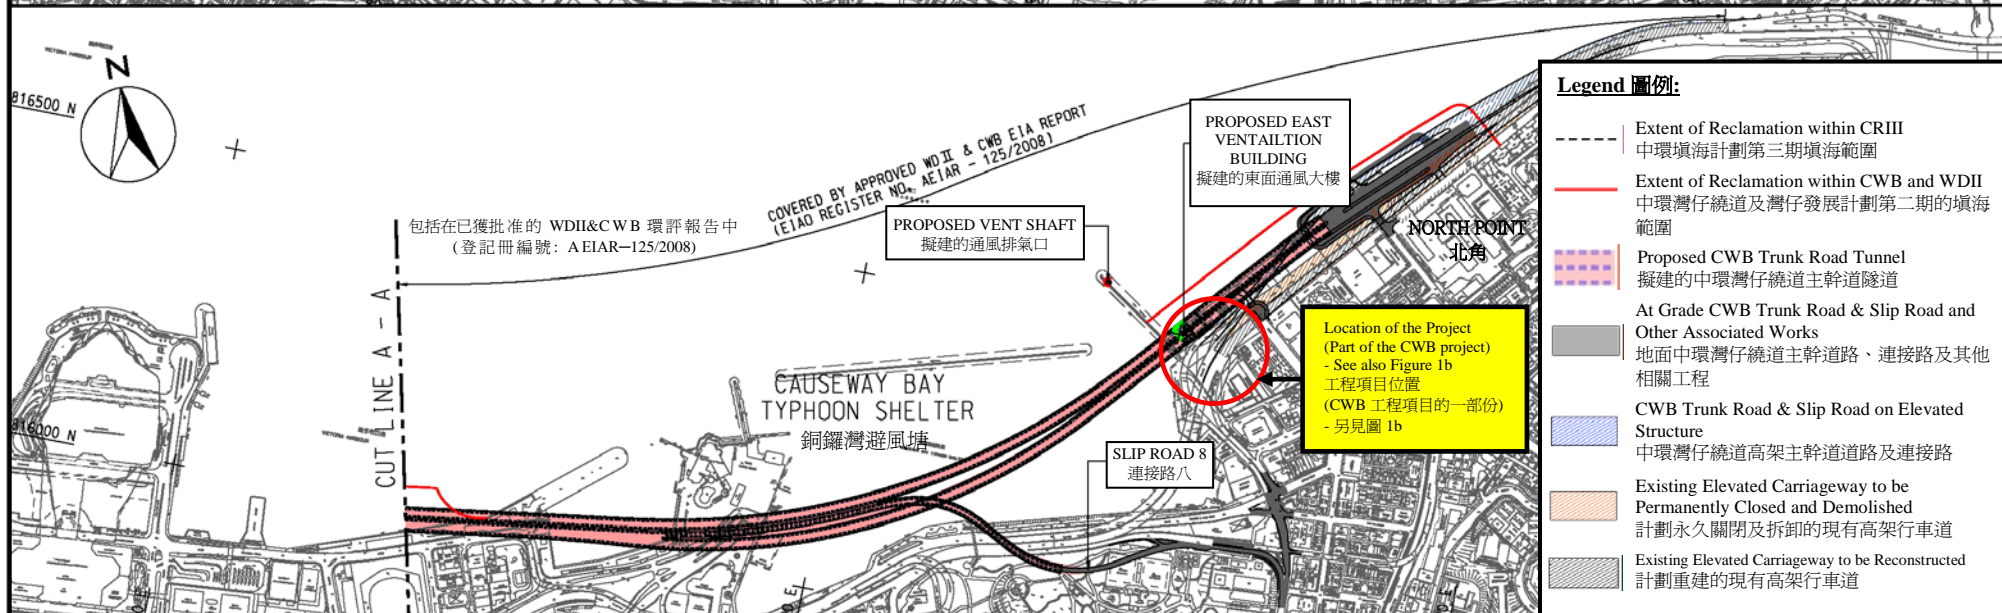 N
816500 N
COVERED BY APPROVED WDII & CWB EIA REPORT
(EIAO REGISTER NO. AEIAR - 125/2008)
包括在已獲批准的 WDII&CWB 環評報告中
(登記冊編號: AEIAR-125/2008)
PROPOSED EAST
VENTAILTION
BUILDING
擬建的東面通風大樓
PROPOSED VENT SHAFT
擬建的通風排氣口
NORTH POINT
北角
CUT LINE A - A
CAUSEWAY BAY
TYPHOON SHELTER
銅鑼灣避風塘
816000 N
Location of the Project
(Part of the CWB project)
- See also Figure 1b
工程項目位置
(CWB 工程項目的一部份)
- 另見圖 1b
SLIP ROAD 8
連接路八
Legend 圖例:
Extent of Reclamation within CRIII
中環填海計劃第三期填海範圍
Extent of Reclamation within CWB and WDII
中環灣仔繞道及灣仔發展計劃第二期的填海
範圍
Proposed CWB Trunk Road Tunnel
擬建的中環灣仔繞道主幹道隧道
At Grade CWB Trunk Road & Slip Road and
Other Associated Works
地面中環灣仔繞道主幹道路、連接路及其他
相關工程
CWB Trunk Road & Slip Road on Elevated
Structure
中環灣仔繞道高架主幹道道路及連接路
Existing Elevated Carriageway to be
Permanently Closed and Demolished
計劃永久關閉及拆卸的現有高架行車道
Existing Elevated Carriageway to be Reconstructed
計劃重建的現有高架行車道